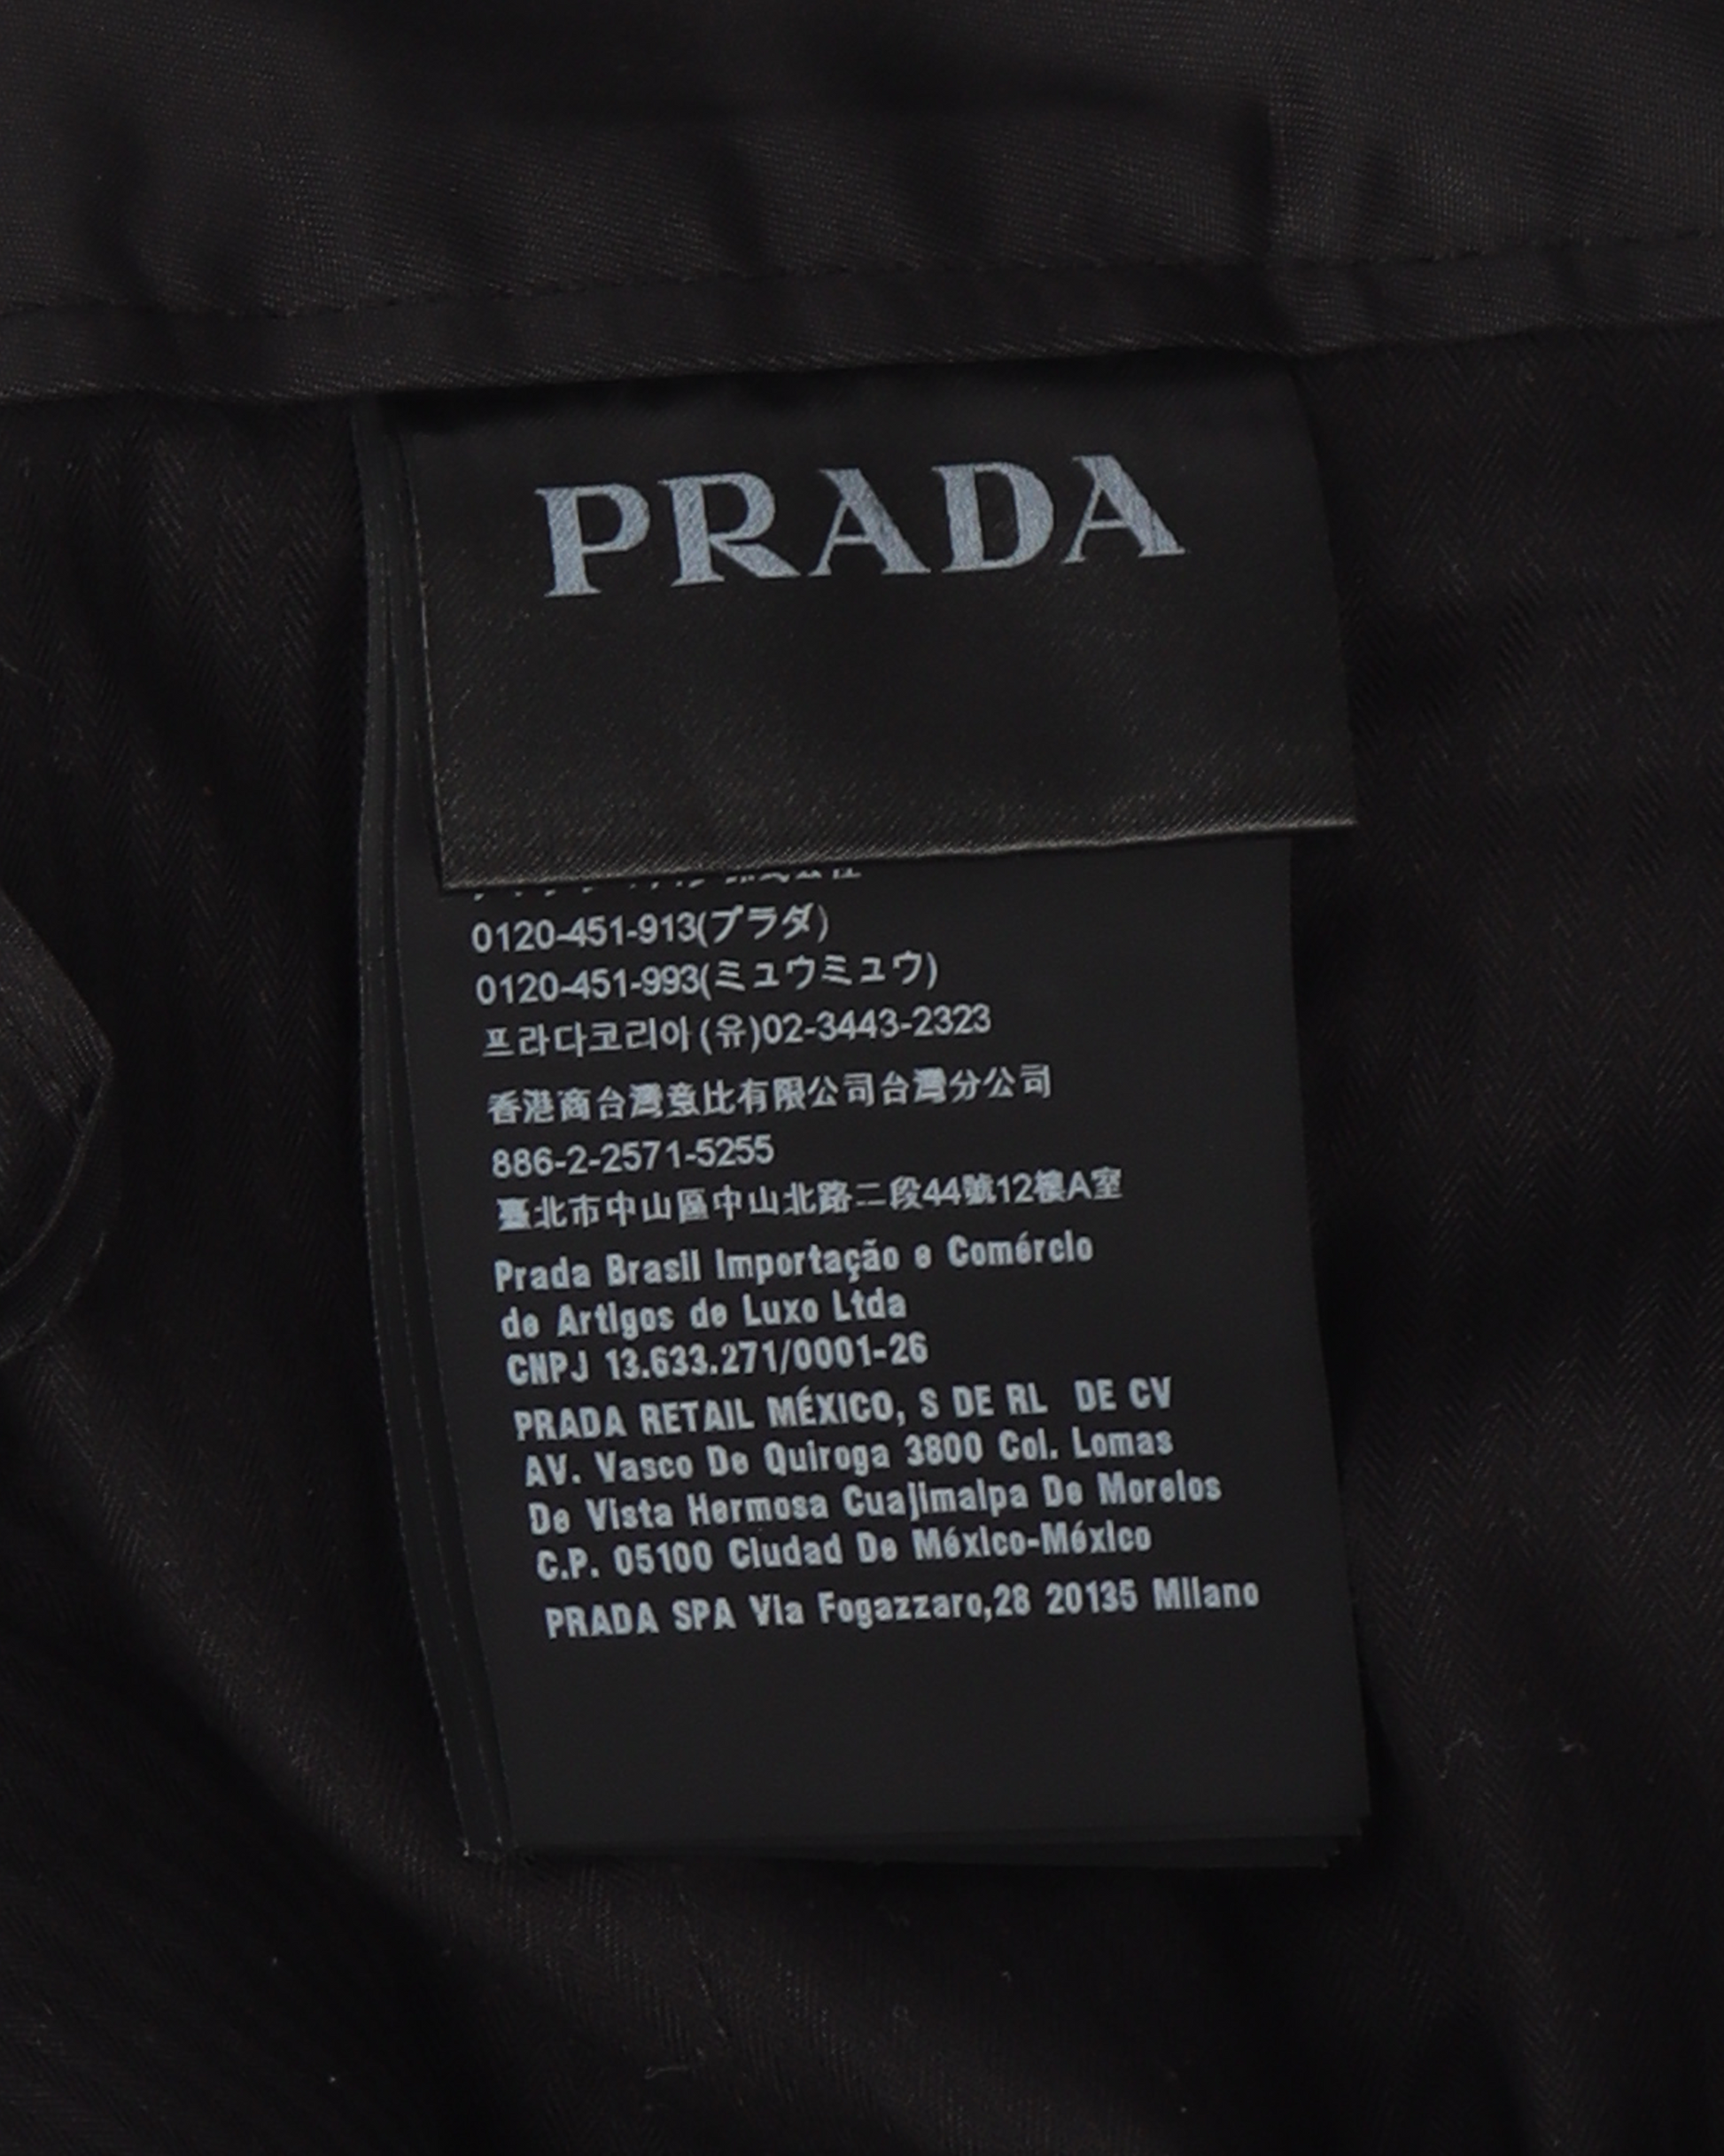 PRADA
0120-451-913(プラダ)
0120-451-993(ミュウミュウ)
프라다코리아(유)02-3443-2323
香港商台灣意比有限公司台灣分公司
886-2-2571-5255
臺北市中山區中山北路二段44號12樓A室
Prada Brasil Importação e Comércio
de Artigos de Luxo Ltda
CNPJ 13.633.271/0001-26
PRADA RETAIL MÉXICO, S DE RL DE CV
AV. Vasco De Quiroga 3800 Col. Lomas
De Vista Hermosa Cuajimalpa De Morelos
C.P. 05100 Ciudad De México-México
PRADA SPA Via Fogazzaro,28 20135 Milano